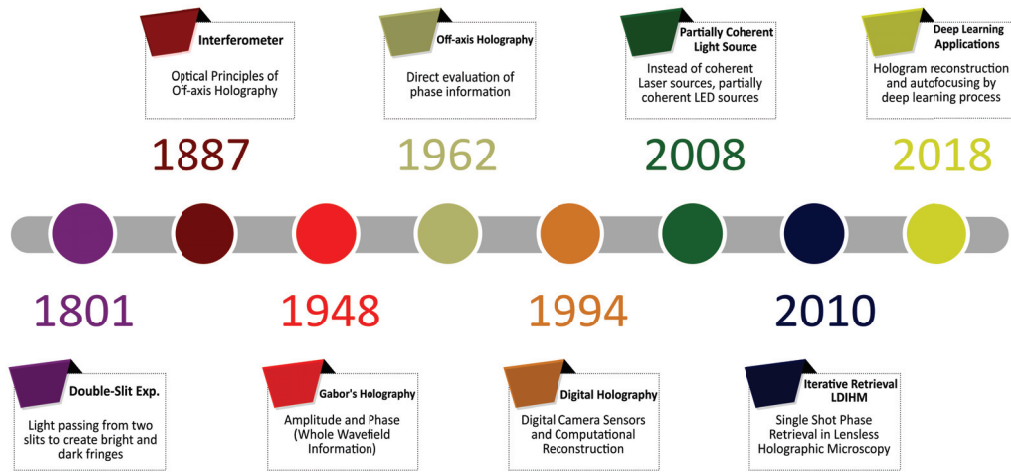 Interferometer
Optical Principles of
Off-axis Holography
Off-axis Holography
Direct evaluation of
phase information
Partially Coherent
Light Source
Instead of coherent
Laser sources, partially
coherent LED sources
Deep Learning
Applications
Hologram reconstruction
and autofocusing by
deep learning process
1887
1962
2008
2018
1801
1948
1994
2010
Double-Slit Exp.
Light passing from two
slits to create bright and
dark fringes
Gabor's Holography
Amplitude and Phase
(Whole Wavefield
Information)
Digital Holography
Digital Camera Sensors
and Computational
Reconstruction
Iterative Retrieval
LDIHM
Single Shot Phase
Retrieval in Lensless
Holographic Microscopy